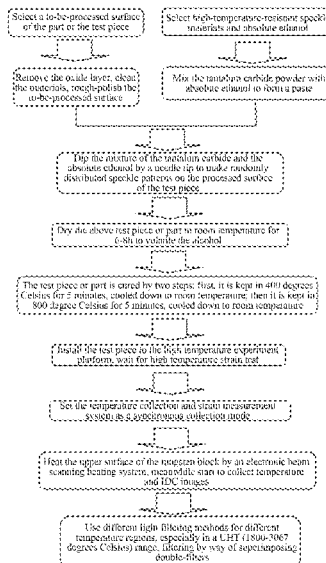 Select a to-be-processed surface
of the part or the test piece
Select high-temperature-resistant speckle
materials and absolute ethanol
Remove the oxide layer, clean
the materials, rough-polish the
to-be-processed surface
Mix the tantalum carbide powder with
absolute ethanol to form a paste
Dip the mixture of the tantalum carbide and the
absolute ethanol by a needle tip to make randomly
distributed speckle patterns on the processed surface
of the test piece
Dry the above test piece or part to room temperature for
6-8h to volatile the alcohol
The test piece or part is cured by two steps: first, it is kept in 400 degrees
Celsius for 5 minutes, cooled down to room temperature; then it is kept in
800 degree Celsius for 5 minutes, cooled down to room temperature
Install the test piece to the high temperature experiment
platform, wait for high temperature strain test
Set the temperature collection and strain measurement
system as a synchronous collection mode
Heat the upper surface of the tungsten block by an electronic beam
scanning heating system, meanwhile start to collect temperature
and IDC images
Use different light filtering methods for different
temperature regions, especially in a UHT (1800-3067
degrees Celsius) range, filtering by way of superimposing
double-filters